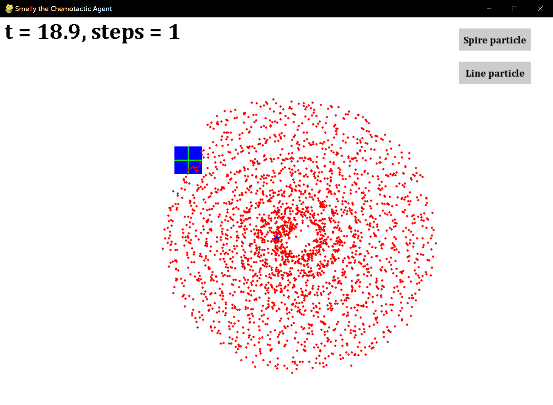 Smelly the Chemotactic Agent
t = 18.9, steps = 1
Spire particle
Line particle